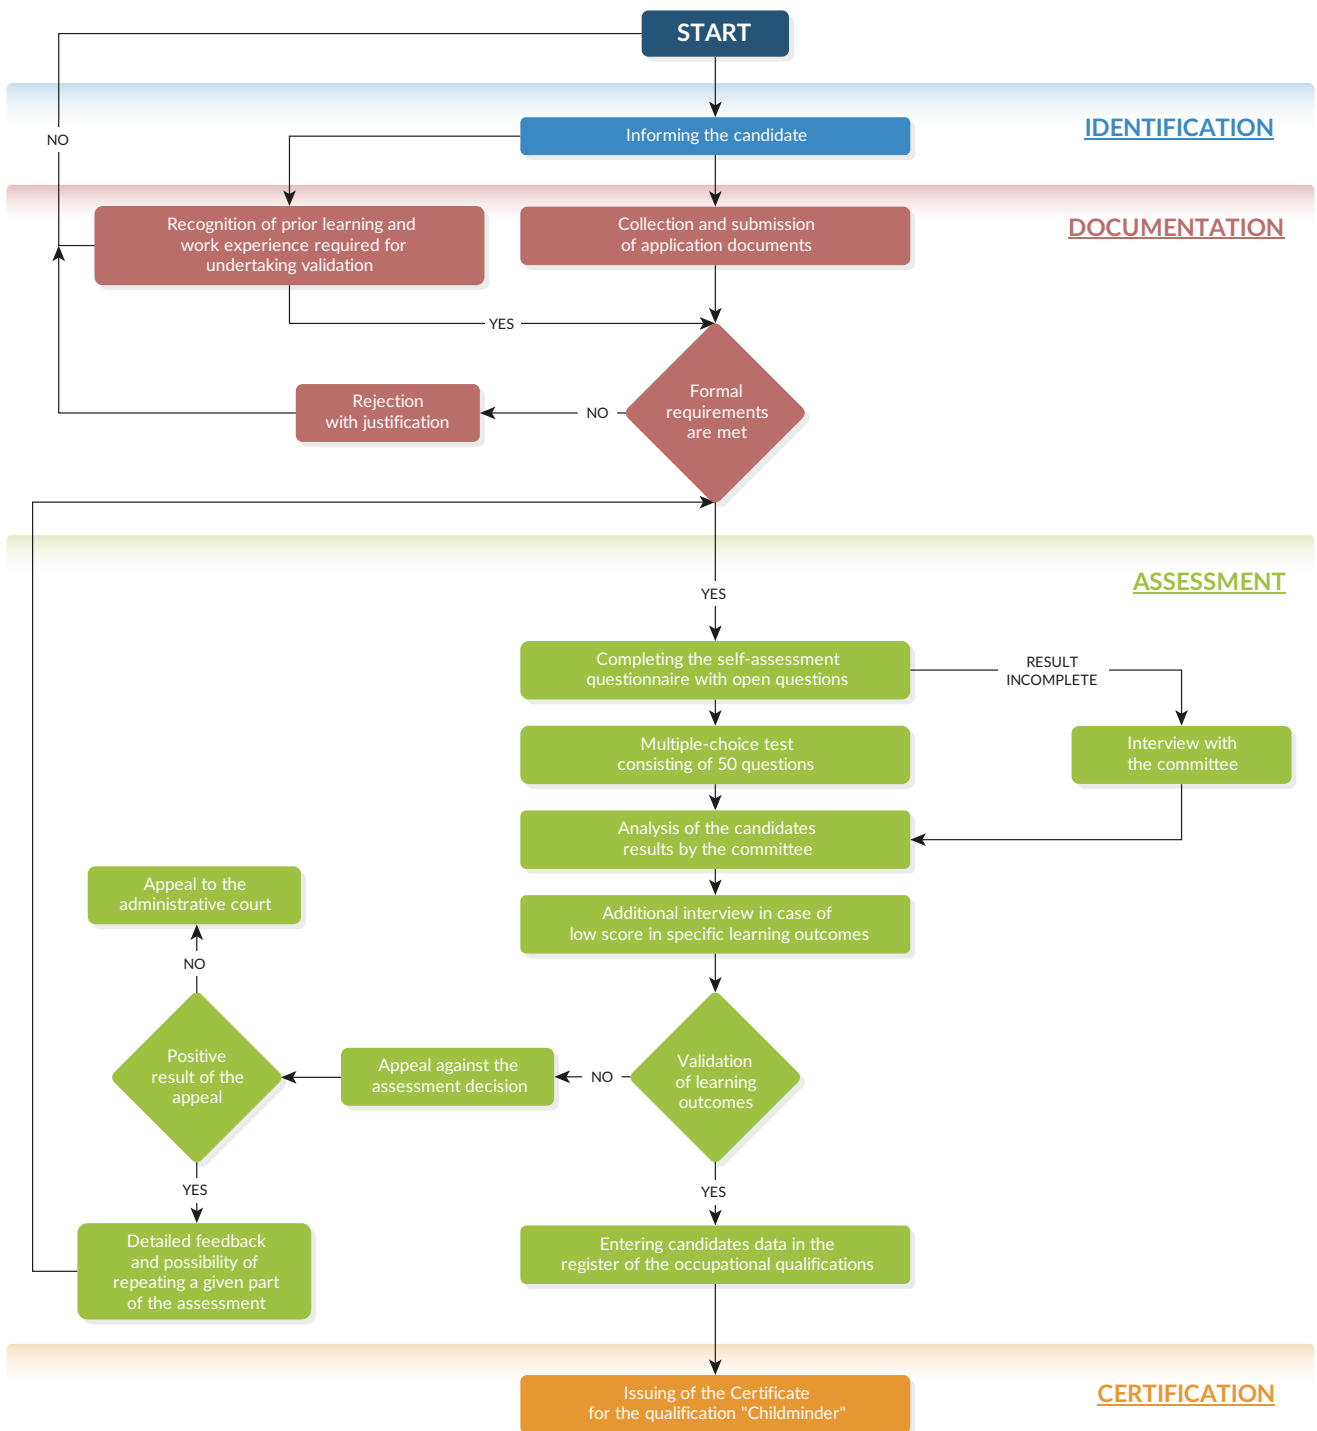 START
IDENTIFICATION
Informing the candidate
NO
DOCUMENTATION
Recognition of prior learning and
work experience required for
undertaking validation
Collection and submission
of application documents
YES
Formal
requirements
are met
NO
Rejection
with justification
ASSESSMENT
YES
Completing the self-assessment
questionnaire with open questions
RESULT
INCOMPLETE
Multiple-choice test
consisting of 50 questions
Interview with
the committee
Analysis of the candidates
results by the committee
Appeal to the
administrative court
Additional interview in case of
low score in specific learning outcomes
NO
Positive
result of the
appeal
Appeal against the
assessment decision
NO
Validation
of learning
outcomes
YES
YES
Detailed feedback
and possibility of
repeating a given part
of the assessment
Entering candidates data in the
register of the occupational qualifications
CERTIFICATION
Issuing of the Certificate
for the qualification "Childminder"